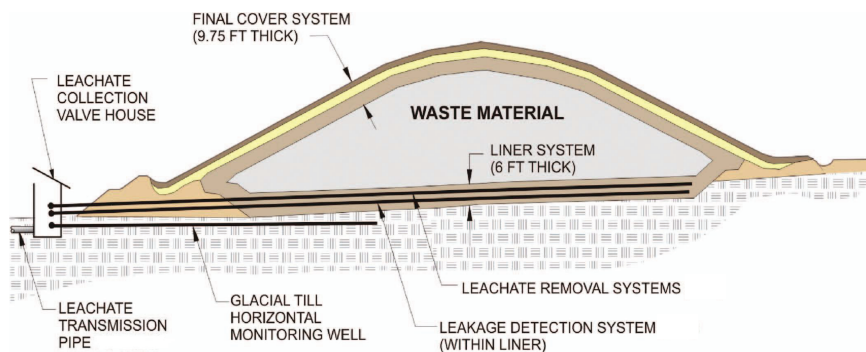 FINAL COVER SYSTEM
(9.75 FT THICK)
LEACHATE
COLLECTION
VALVE HOUSE
WASTE MATERIAL
LINER SYSTEM
(6 FT THICK)
LEACHATE
TRANSMISSION
PIPE
GLACIAL TILL
HORIZONTAL
MONITORING WELL
LEACHATE REMOVAL SYSTEMS
LEAKAGE DETECTION SYSTEM
(WITHIN LINER)